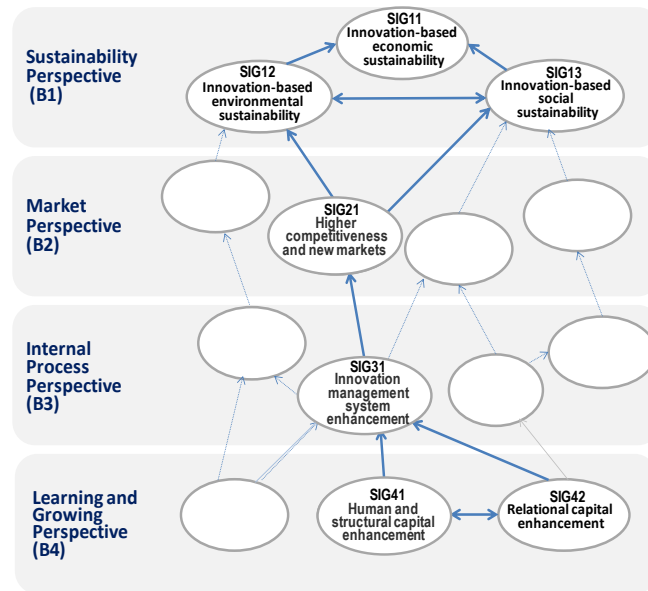 Sustainability
Perspective
(B1)
SIG11
Innovation-based
economic
sustainability
SIG12
Innovation-based
environmental
sustainability
SIG13
Innovation-based
social
sustainability
Market
Perspective
(B2)
SIG21
Higher
competitiveness
and new markets
Internal
Process
Perspective
(B3)
SIG31
Innovation
management
system
enhancement
Learning and
Growing
Perspective
(B4)
SIG41
Human and
structural capital
enhancement
SIG42
Relational capital
enhancement